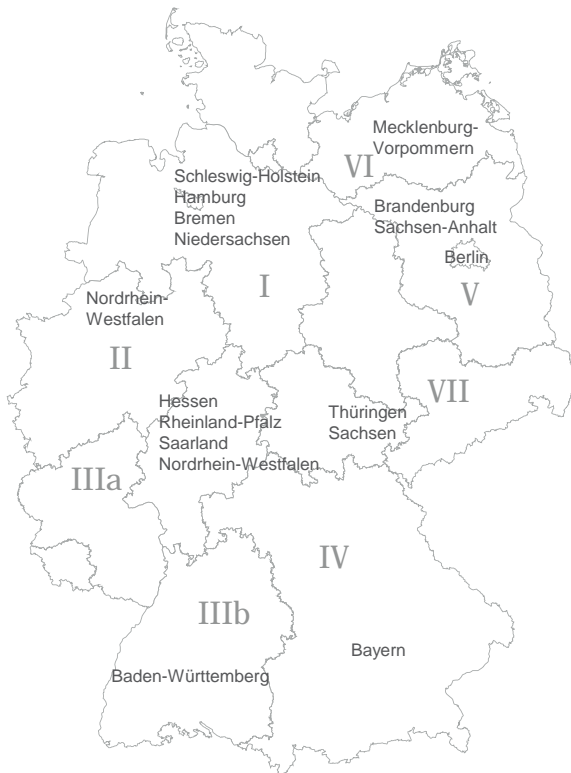 Mecklenburg-
Vorpommern
VI
Schleswig-Holstein
Hamburg
Bremen
Niedersachsen
Brandenburg
Sachsen-Anhalt
Berlin
I
V
Nordrhein-
Westfalen
II
VII
Hessen
Rheinland-Pfalz
Saarland
Nordrhein-Westfalen
Thüringen
Sachsen
IIIa
IV
IIIb
Bayern
Baden-Württemberg